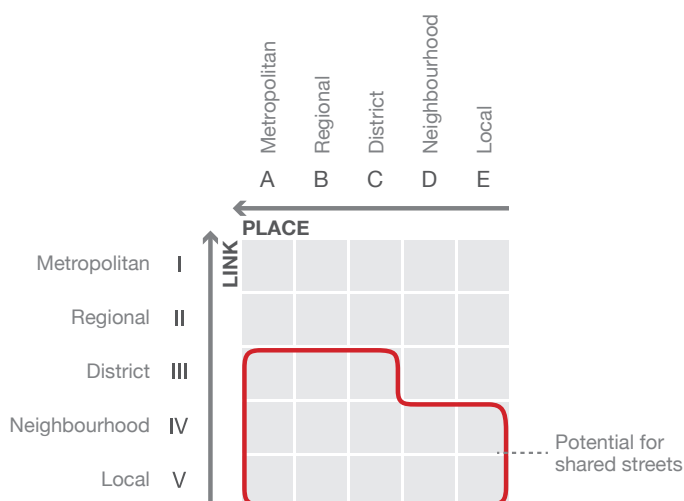 Metropolitan
Regional
District
Neighbourhood
Local
A B C D E
PLACE
LINK
Metropolitan I
Regional II
District III
Neighbourhood IV
Local V
Potential for
shared streets